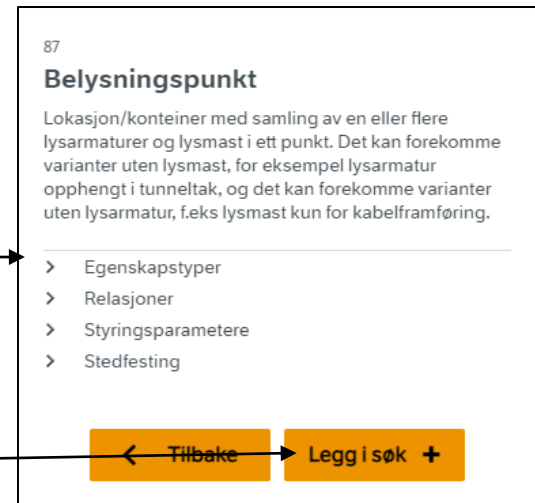 87
Belysningspunkt
Lokasjon/konteiner med samling av en eller flere
lysarmaturer og lysmast i ett punkt. Det kan forekomme
varianter uten lysmast, for eksempel lysarmatur
opphengt i tunneltak, og det kan forekomme varianter
uten lysarmatur, f.eks lysmast kun for kabelframføring.
Egenskapstyper
Relasjoner
Styringsparametere
Stedfesting
Tilbake Legg i søk +